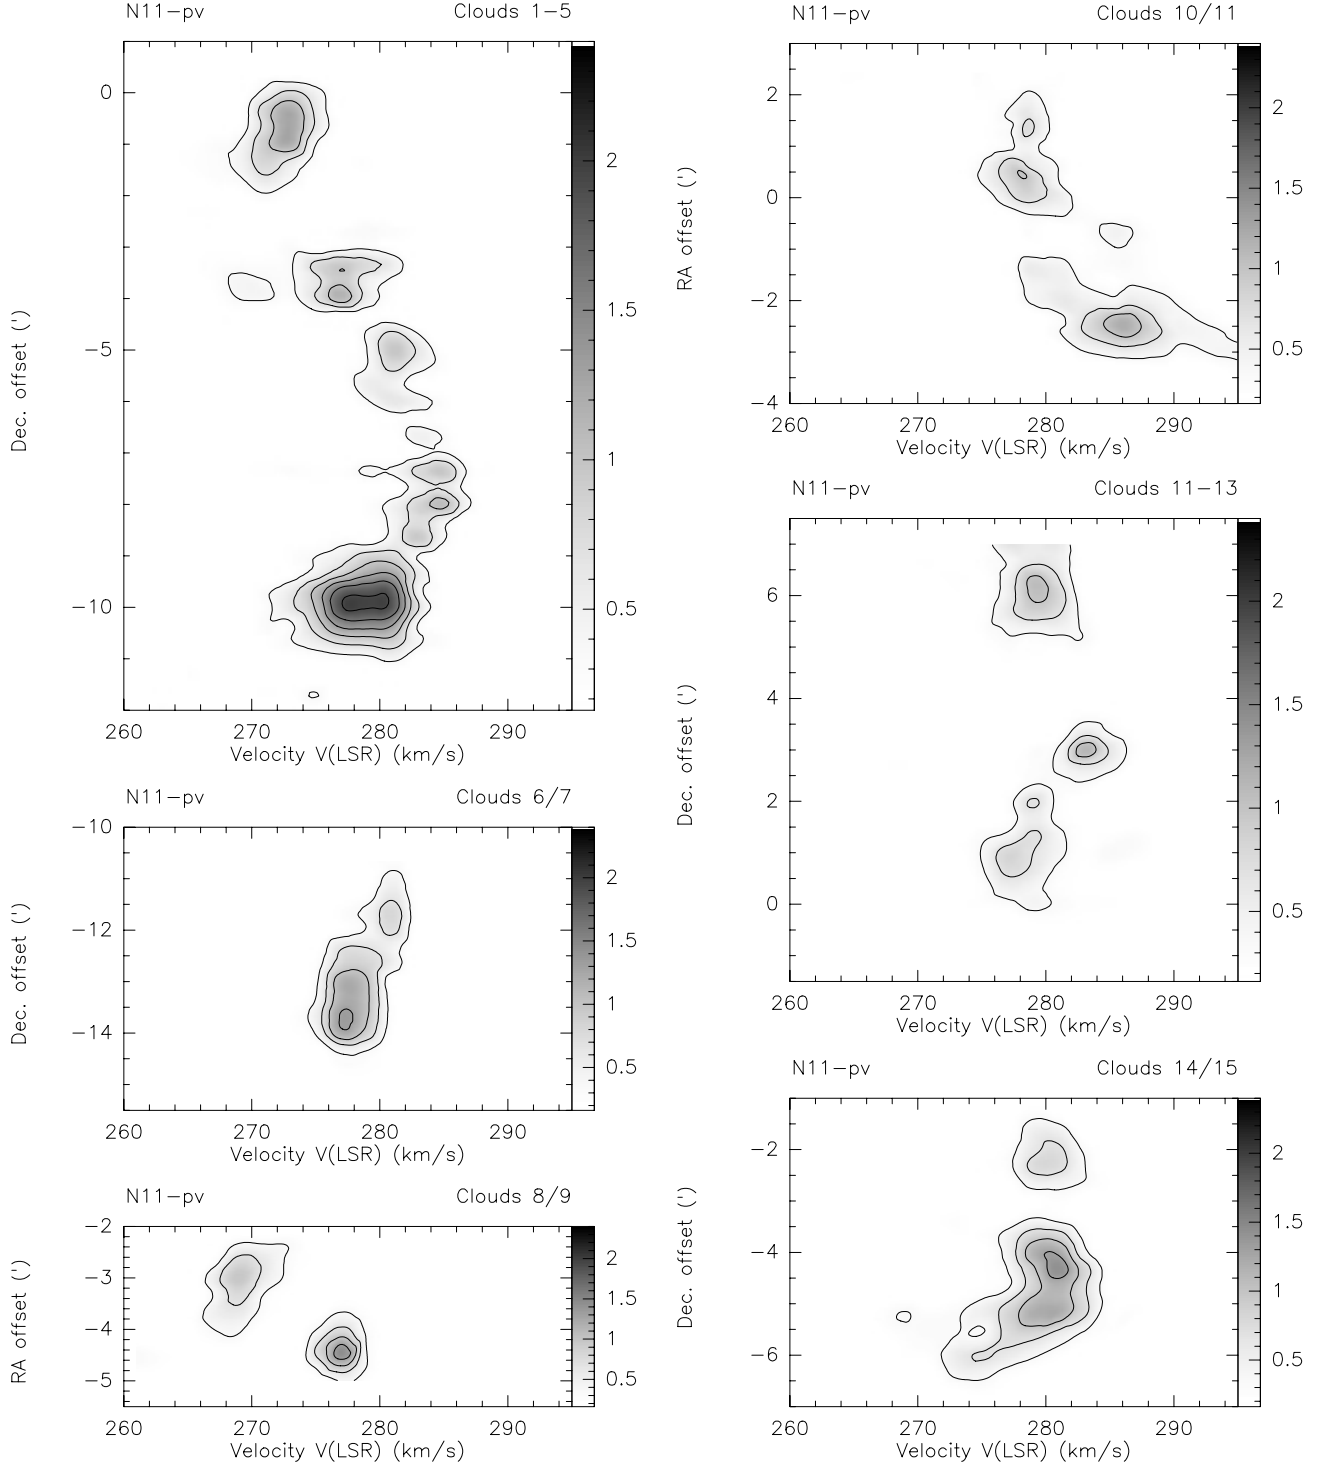 N11-pv Clouds 1-5
0
-5
-10
Dec. offset (')
2
1.5
1
0.5
260 270 280 290
Velocity V(LSR) (km/s)
N11-pv Clouds 6/7
-10
-12
-14
Dec. offset (')
2
1.5
1
0.5
260 270 280 290
Velocity V(LSR) (km/s)
N11-pv Clouds 8/9
-2
-3
-4
-5
RA offset (')
2
1.5
1
0.5
260 270 280 290
Velocity V(LSR) (km/s)
N11-pv Clouds 10/11
2
0
-2
-4
RA offset (')
2
1.5
1
0.5
260 270 280 290
Velocity V(LSR) (km/s)
N11-pv Clouds 11-13
6
4
2
0
Dec. offset (')
2
1.5
1
0.5
260 270 280 290
Velocity V(LSR) (km/s)
N11-pv Clouds 14/15
-2
-4
-6
Dec. offset (')
2
1.5
1
0.5
260 270 280 290
Velocity V(LSR) (km/s)